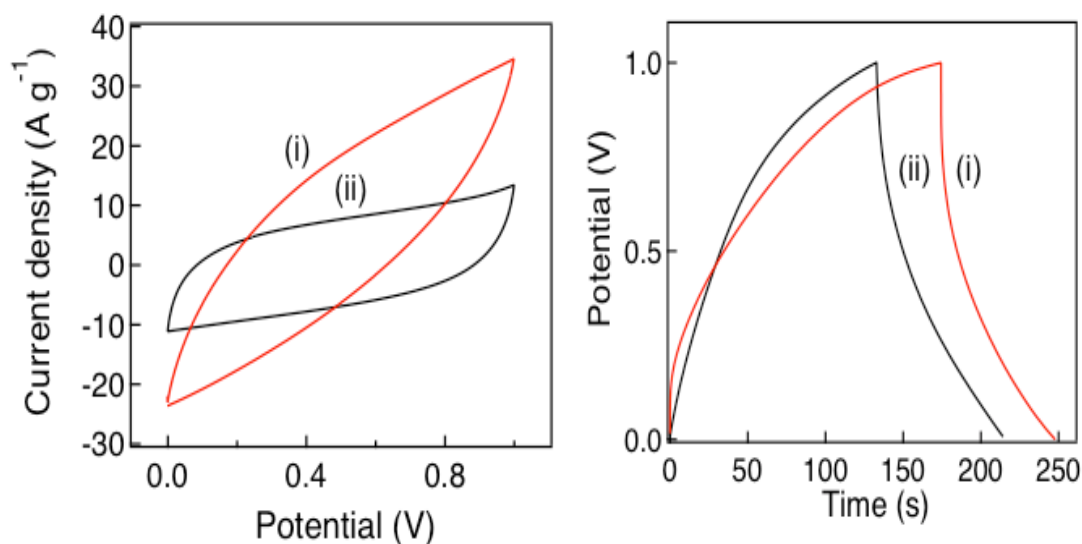 Current density (A g⁻¹)
40
30
20
10
0
-10
-20
-30
(i)
(ii)
0.0
0.4
0.8
Potential (V)
Potential (V)
1.0
0.5
0.0
(ii)
(i)
0
50
100
150
200
250
Time (s)